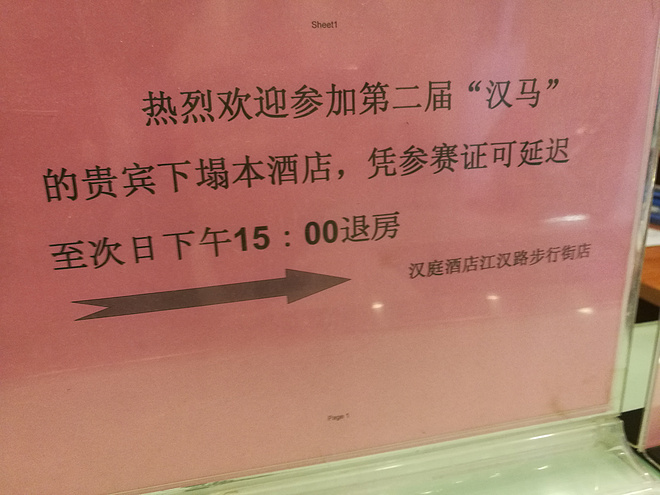 Sheet1
热烈欢迎参加第二届“汉马”
的贵宾下塌本酒店，凭参赛证可延迟
至次日下午15：00退房
汉庭酒店江汉路步行街店
Page 1